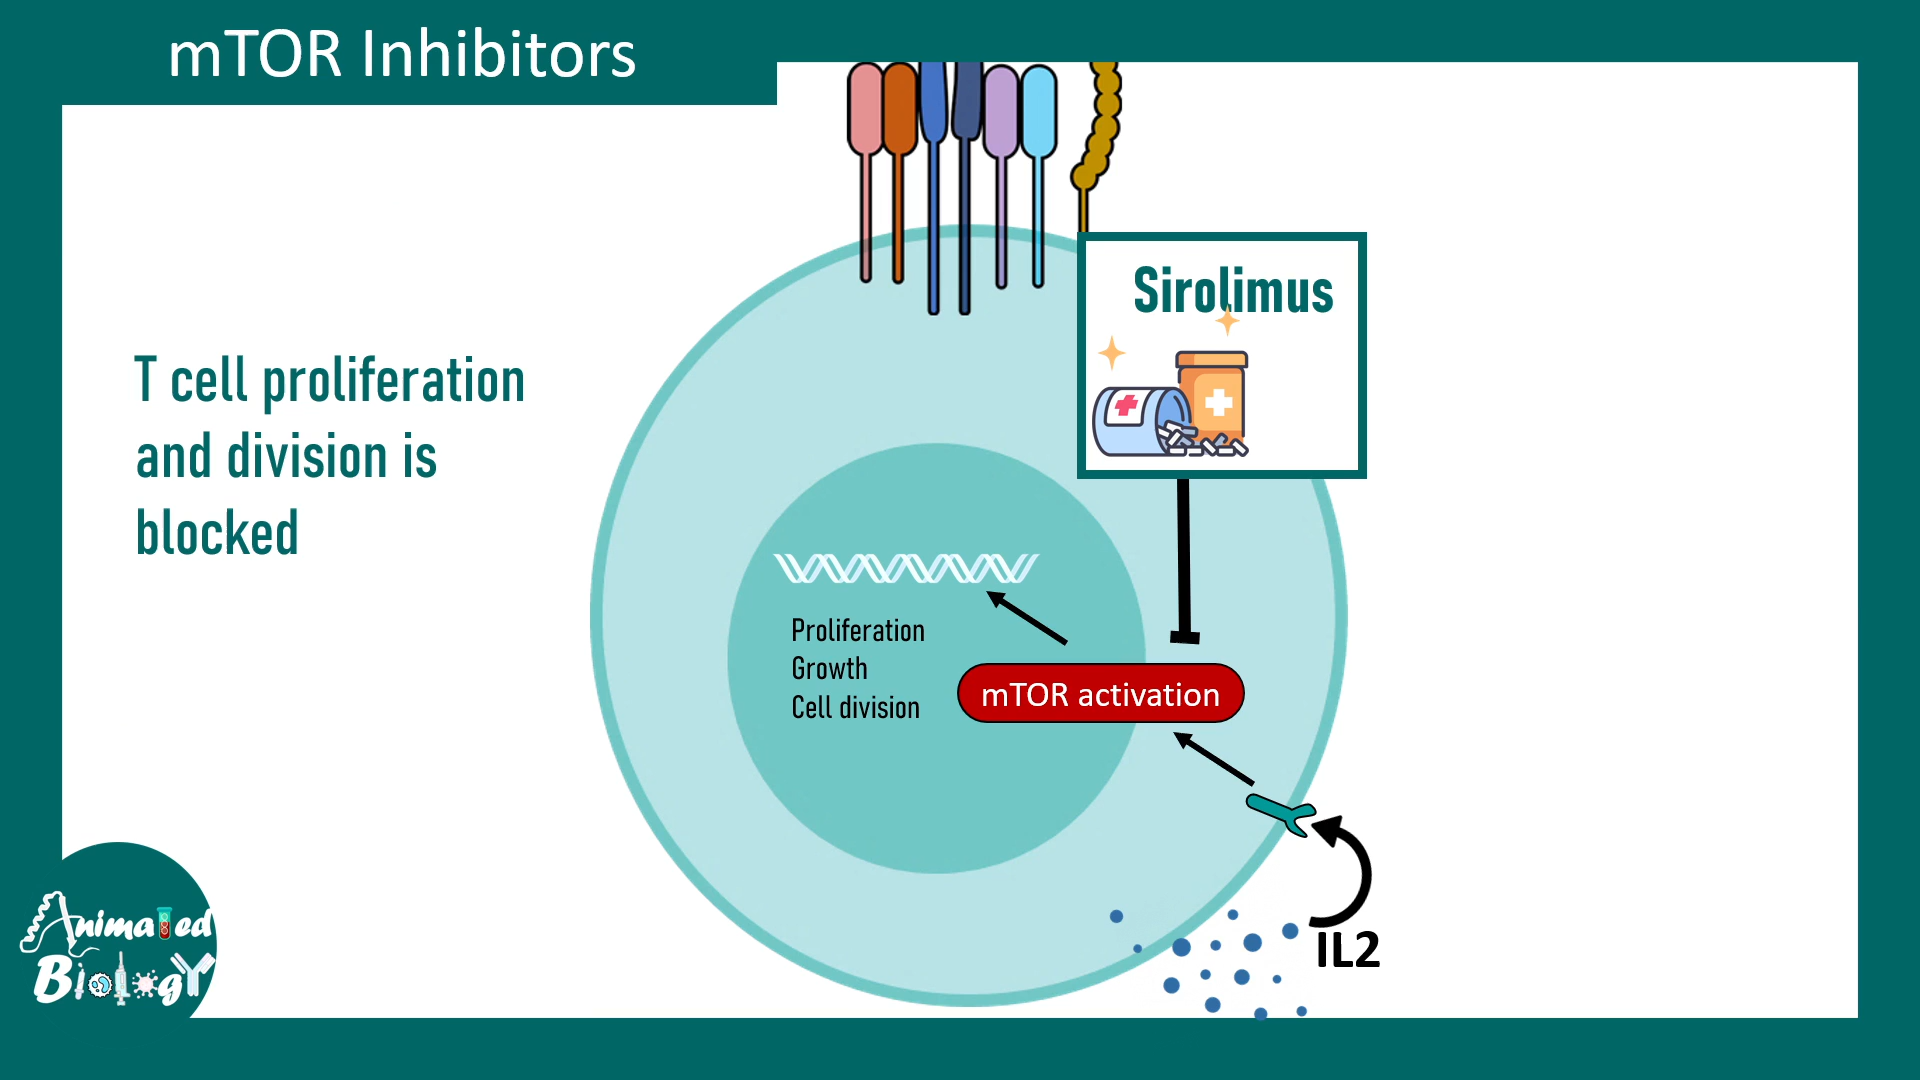 mTOR Inhibitors
Sirolimus
T cell proliferation
and division is
blocked
Proliferation
Growth
Cell division
mTOR activation
IL2
Animated
Biology